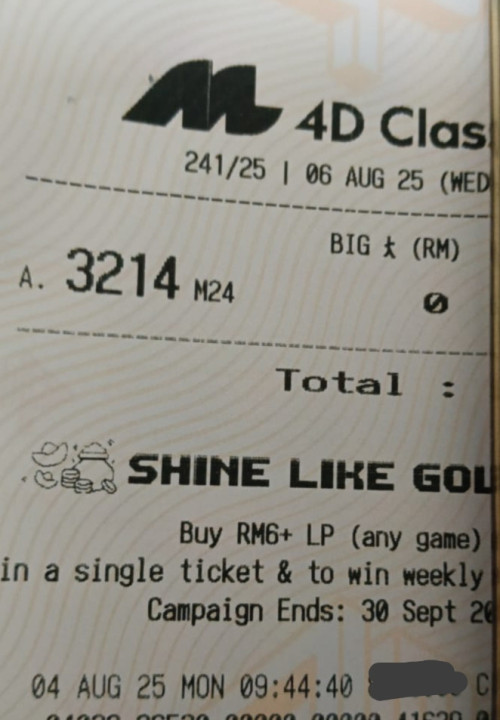 4D Clas
241/25 | 06 AUG 25 (WED
BIG 大 (RM)
A. 3214 M24 0
Total :
SHINE LIKE GOL
Buy RM6+ LP (any game)
in a single ticket & to win weekly
Campaign Ends: 30 Sept 20
04 AUG 25 MON 09:44:40 C